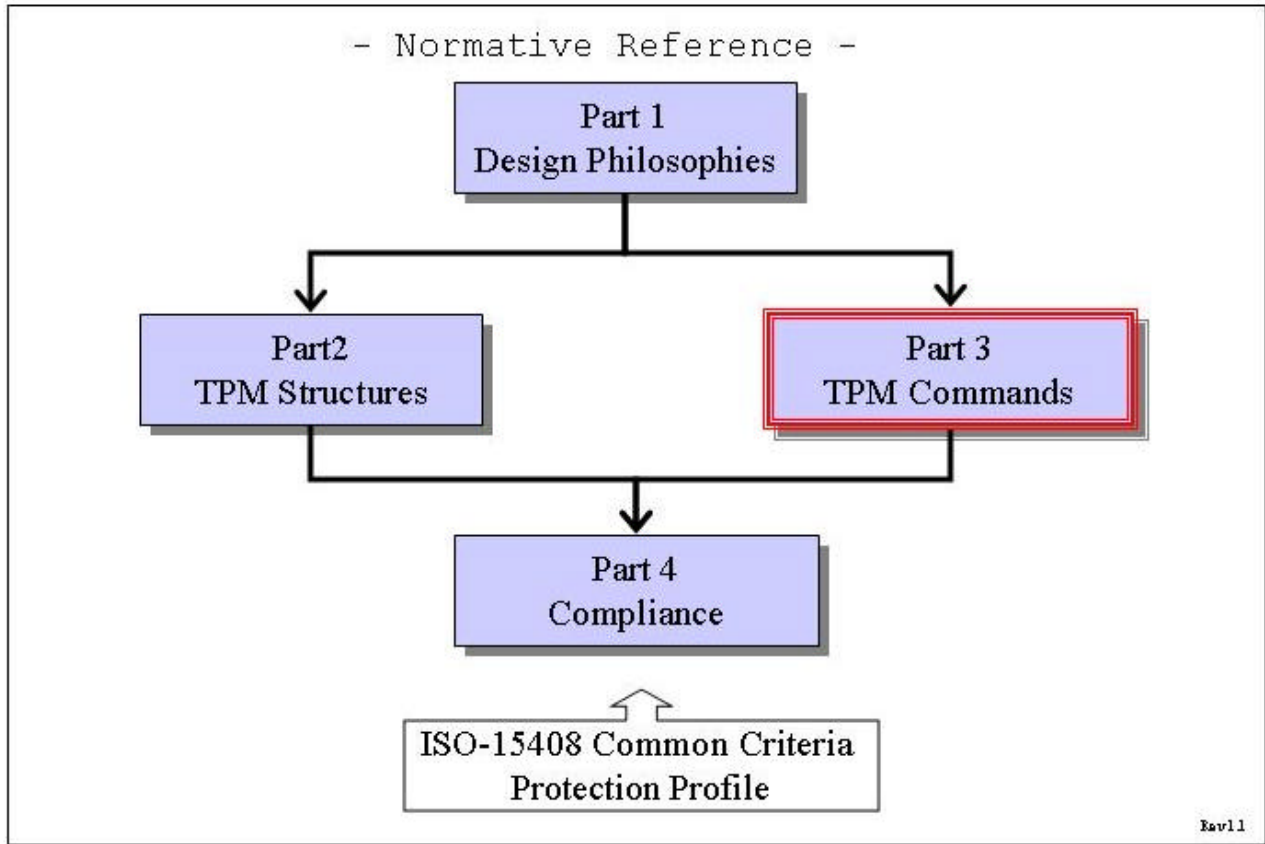 - Normative Reference -
Part 1
Design Philosophies
Part2
TPM Structures
Part 3
TPM Commands
Part 4
Compliance
ISO-15408 Common Criteria
Protection Profile
Rev11